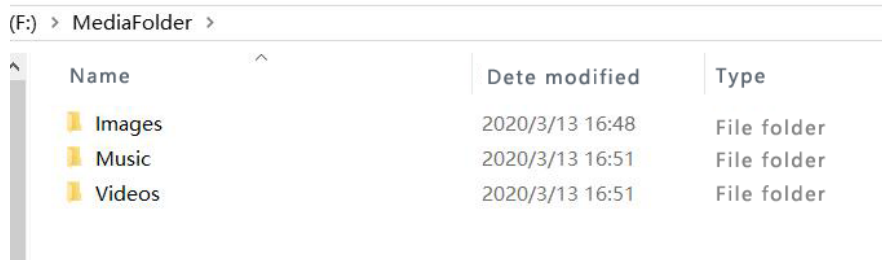 (F:) > MediaFolder >
Name Dete modified Type
Images 2020/3/13 16:48 File folder
Music 2020/3/13 16:51 File folder
Videos 2020/3/13 16:51 File folder